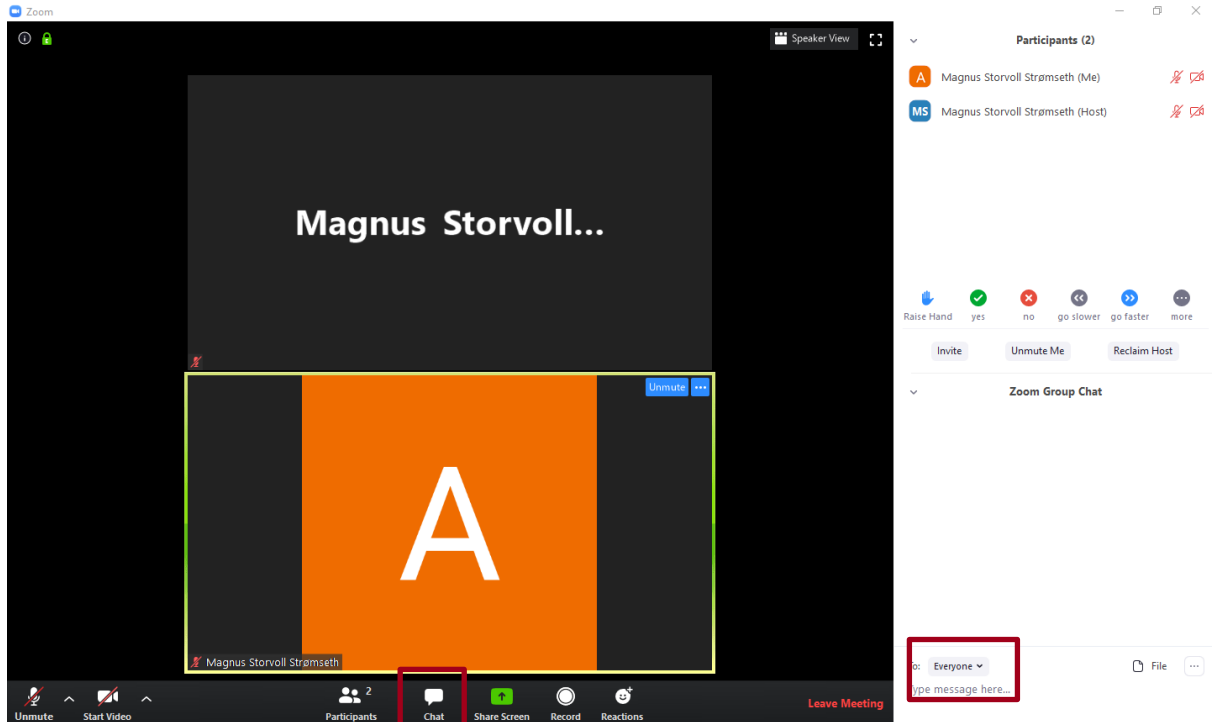 Zoom
Speaker View
Magnus Storvoll...
Unmute
A
Magnus Storvoll Strømseth
Unmute
Start Video
2
Participants
Chat
Share Screen
Record
Reactions
Leave Meeting
Participants (2)
A Magnus Storvoll Strømseth (Me)
MS Magnus Storvoll Strømseth (Host)
Raise Hand yes no go slower go faster more
Invite Unmute Me Reclaim Host
Zoom Group Chat
To: Everyone File
Type message here...